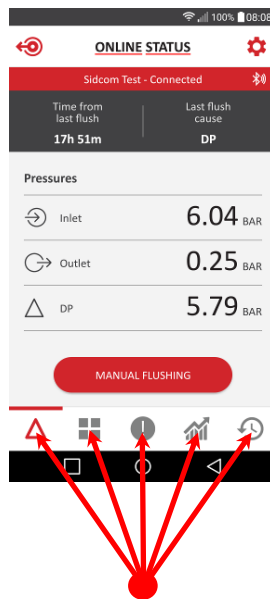 100% 08:08
ONLINE STATUS
Sidcom Test - Connected
Time from
last flush
17h 51m
Last flush
cause
DP
Pressures
Inlet 6.04 BAR
Outlet 0.25 BAR
DP 5.79 BAR
MANUAL FLUSHING